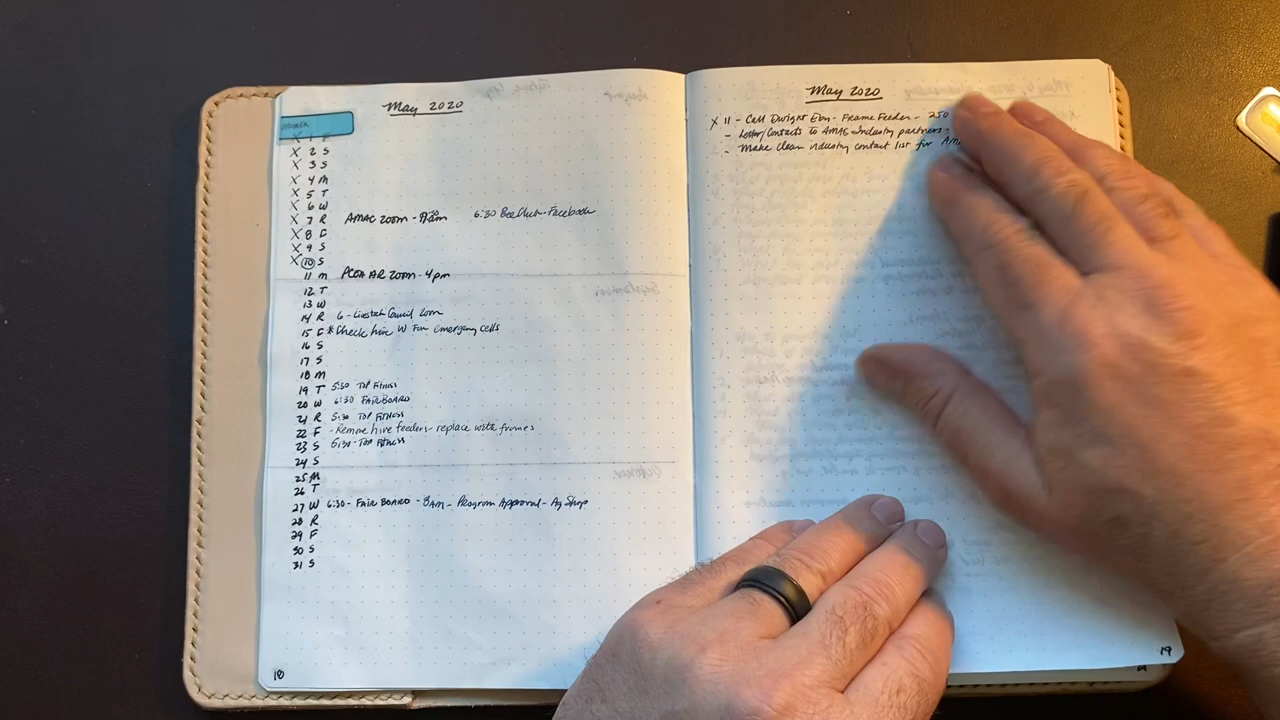 May 2020
month
X 1 F
X 2 S
X 3 S
X 4 M
X 5 T
X 6 W
X 7 R AMAC ZOOM - 6:30 Bee Club - Facebook
X 8 F
X 9 S
X 10 S
11 M PCDA AR ZOOM - 4pm
12 T
13 W
14 R 6 - Livestock Council Zoom
15 F * Check hive W for emergency cells
16 S
17 S
18 M
19 T 5:30 TOP FITNESS
20 W 6:30 FAIRBOARD
21 R 5:30 TOP FITNESS
22 F - Remove hive feeders - replace with frames
23 S 5:30 - TOP FITNESS
24 S
25 M
26 T
27 W 6:30 - FAIR BOARD - 8AM - Program Approval - Ag Shop
28 R
29 F
30 S
31 S
May 2020
X 11 - Call Dwight Eby - Frame Feeder - 250
- Letter/Contacts to AMAC Industry partners -
- Make clean industry contact list for
19